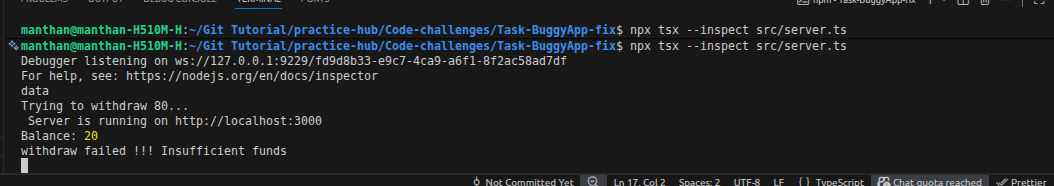 PROBLEMS OUTPUT DEBUG CONSOLE TERMINAL PORTS npm - Task-BuggyApp-fix
manthan@manthan-H510M-H:~/Git Tutorial/practice-hub/Code-challenges/Task-BuggyApp-fix$ npx tsx --inspect src/server.ts
manthan@manthan-H510M-H:~/Git Tutorial/practice-hub/Code-challenges/Task-BuggyApp-fix$ npx tsx --inspect src/server.ts
Debugger listening on ws://127.0.0.1:9229/fd9d8b33-e9c7-4ca9-a6f1-8f2ac58ad7df
For help, see: https://nodejs.org/en/docs/inspector
data
Trying to withdraw 80...
 Server is running on http://localhost:3000
Balance: 20
withdraw failed !!! Insufficient funds
Not Committed Yet Ln 17, Col 2 Spaces: 2 UTF-8 LF {} TypeScript Chat quota reached Prettier